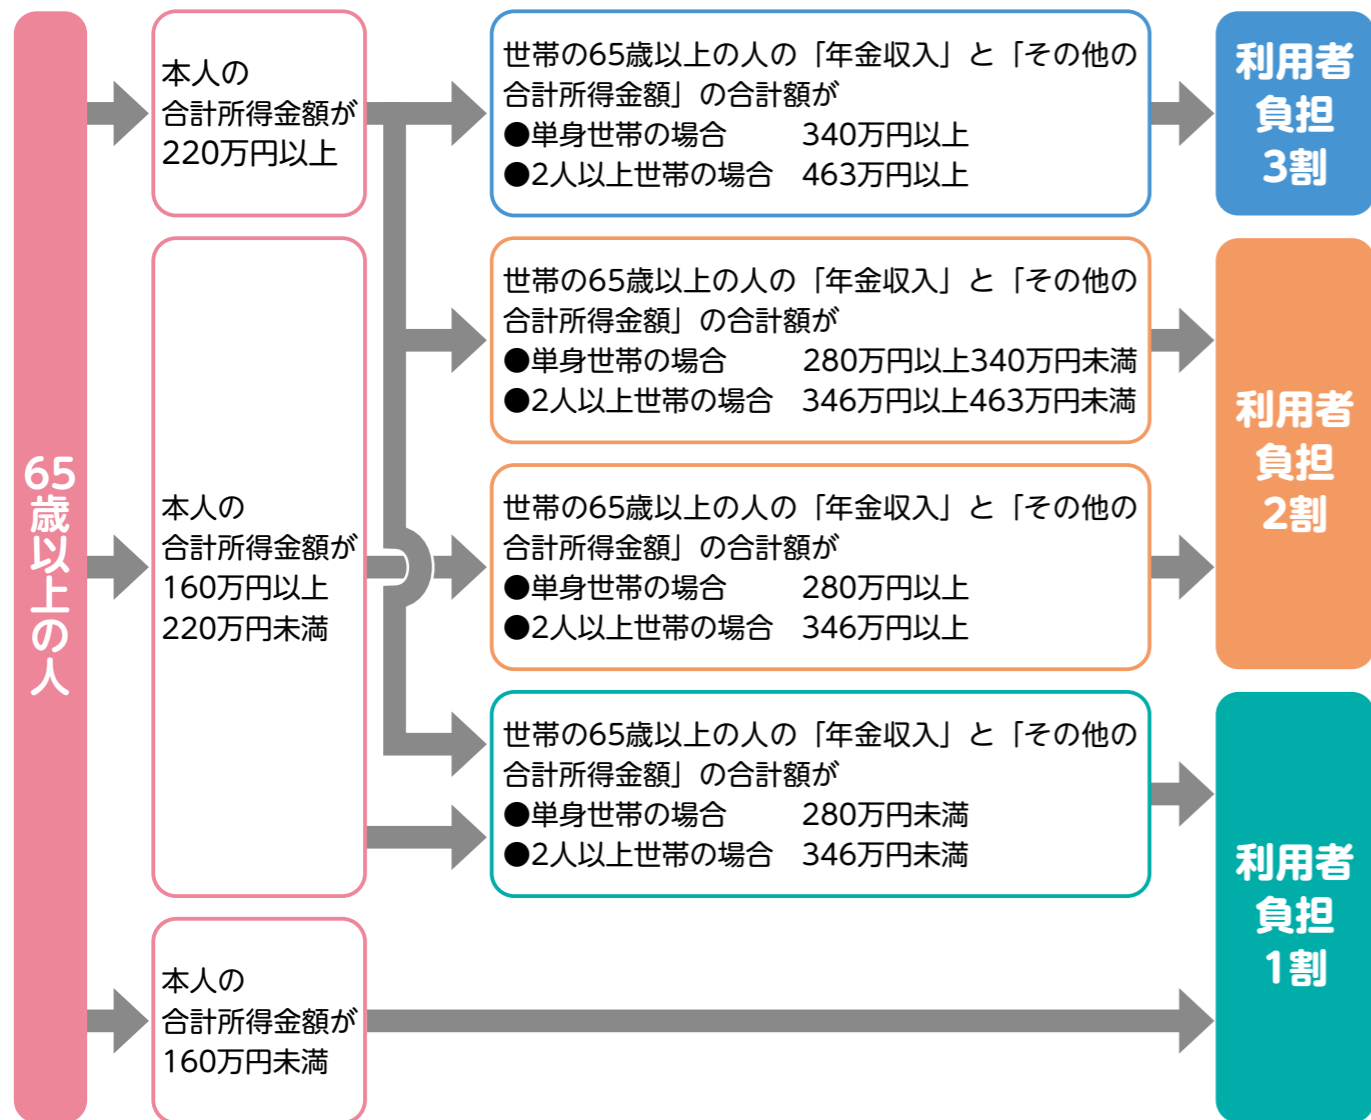 65歳以上の人
本人の
合計所得金額が
220万円以上
世帯の65歳以上の人の「年金収入」と「その他の
合計所得金額」の合計額が
●単身世帯の場合　340万円以上
●2人以上世帯の場合　463万円以上
利用者
負担
3割
世帯の65歳以上の人の「年金収入」と「その他の
合計所得金額」の合計額が
●単身世帯の場合　280万円以上340万円未満
●2人以上世帯の場合　346万円以上463万円未満
本人の
合計所得金額が
160万円以上
220万円未満
世帯の65歳以上の人の「年金収入」と「その他の
合計所得金額」の合計額が
●単身世帯の場合　280万円以上
●2人以上世帯の場合　346万円以上
利用者
負担
2割
世帯の65歳以上の人の「年金収入」と「その他の
合計所得金額」の合計額が
●単身世帯の場合　280万円未満
●2人以上世帯の場合　346万円未満
本人の
合計所得金額が
160万円未満
利用者
負担
1割